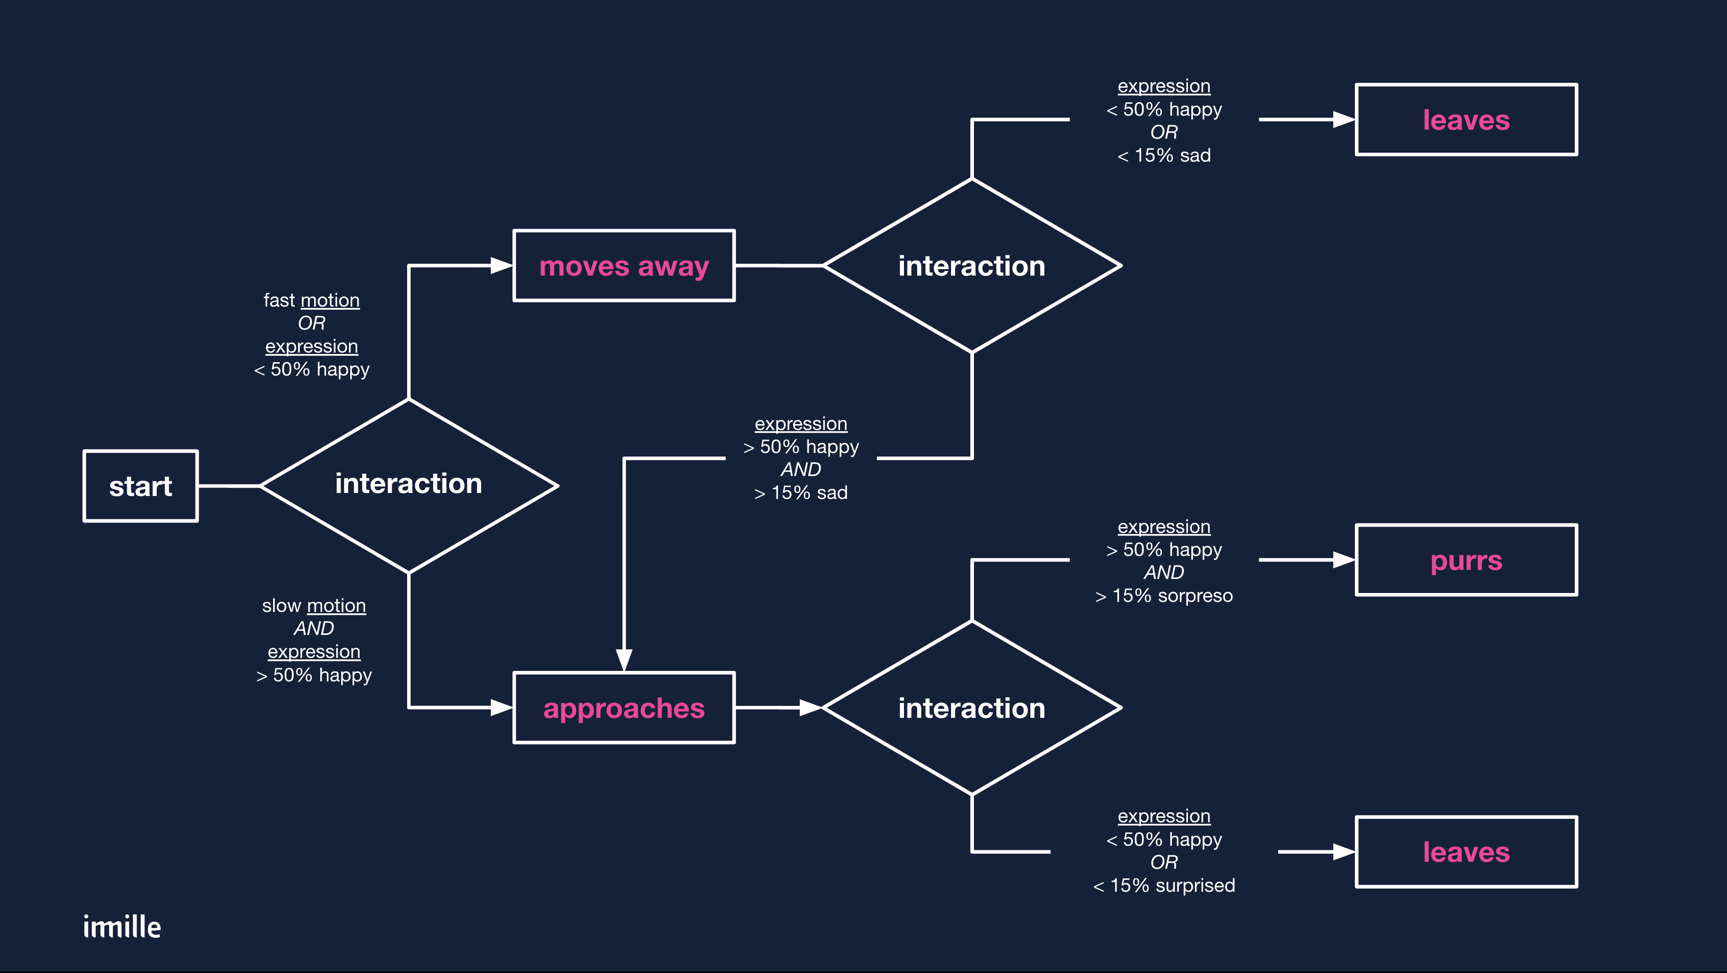 expression
< 50% happy
OR
< 15% sad
leaves
moves away
interaction
fast motion
OR
expression
< 50% happy
start
interaction
expression
> 50% happy
AND
> 15% sad
slow motion
AND
expression
> 50% happy
approaches
interaction
expression
> 50% happy
AND
> 15% sorpreso
purrs
expression
< 50% happy
OR
< 15% surprised
leaves
imille